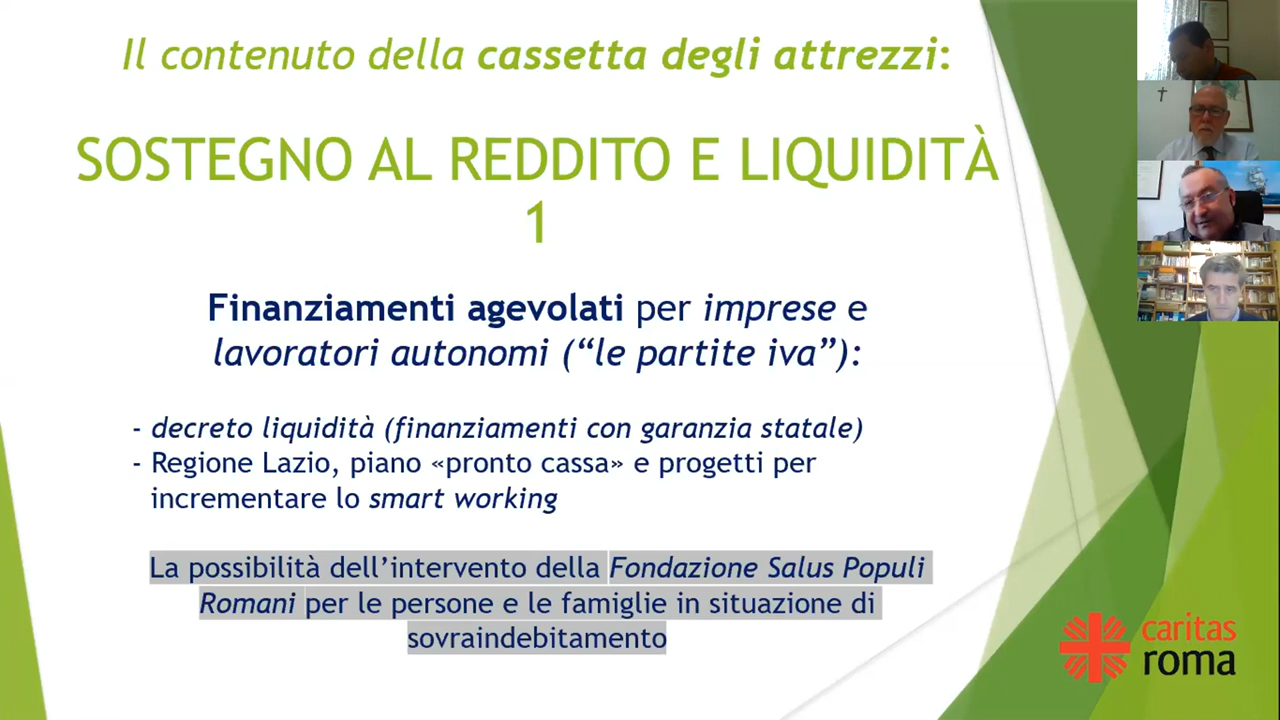 Il contenuto della cassetta degli attrezzi:
SOSTEGNO AL REDDITO E LIQUIDITÀ
1
Finanziamenti agevolati per imprese e
lavoratori autonomi (“le partite iva”):
- decreto liquidità (finanziamenti con garanzia statale)
- Regione Lazio, piano «pronto cassa» e progetti per
incrementare lo smart working
La possibilità dell’intervento della Fondazione Salus Populi
Romani per le persone e le famiglie in situazione di
sovraindebitamento
caritas
roma